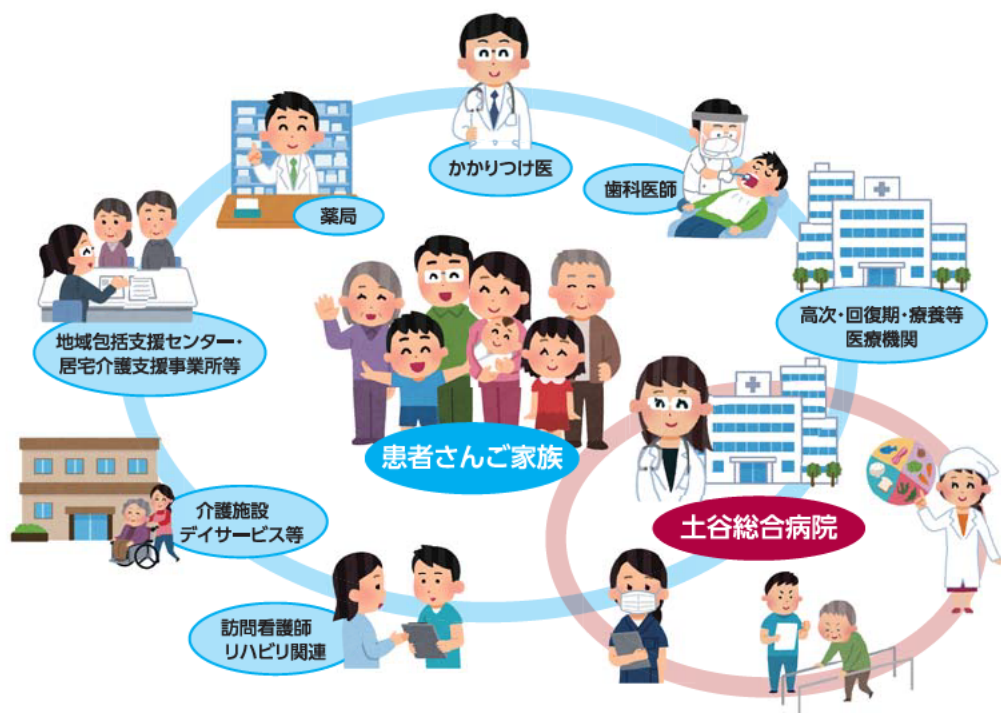 かかりつけ医
歯科医師
薬局
高次・回復期・療養等
医療機関
地域包括支援センター・
居宅介護支援事業所等
患者さんご家族
土谷総合病院
介護施設
デイサービス等
訪問看護師
リハビリ関連